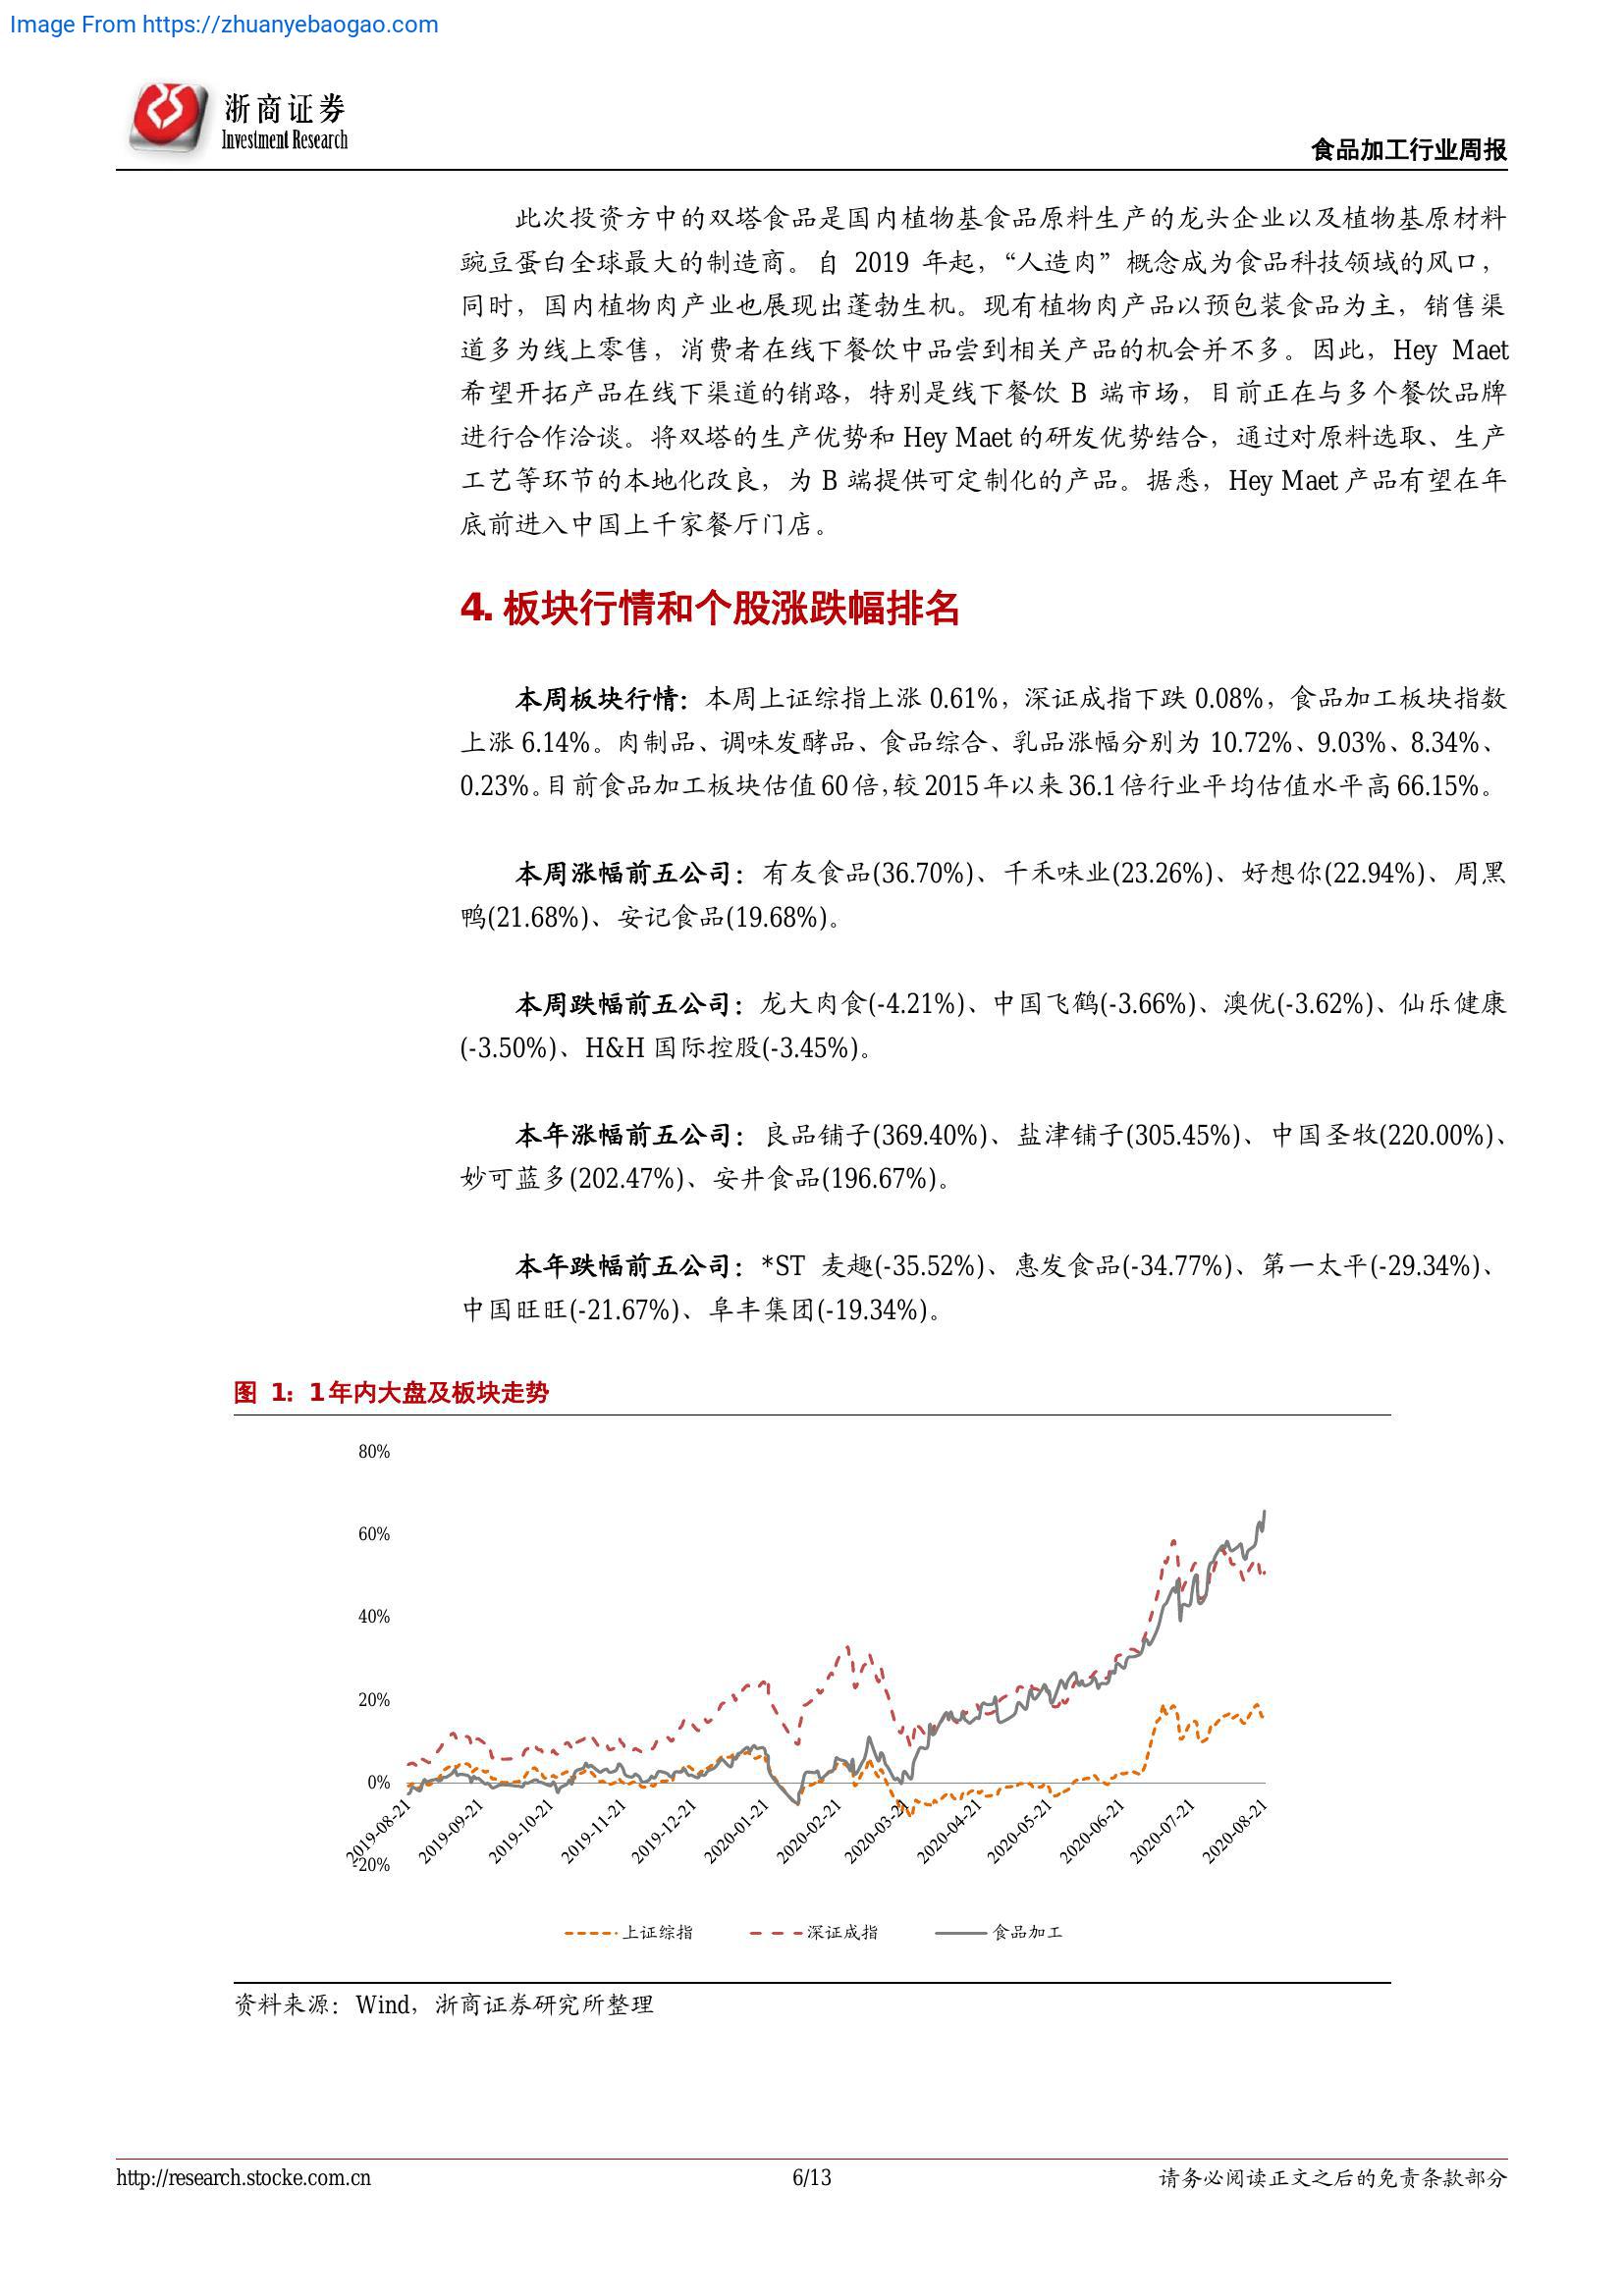 Image From https://zhuanyebaogao.com
浙商证券
Investment Research
食品加工行业周报
此次投资方中的双塔食品是国内植物基食品原料生产的龙头企业以及植物基原材料
豌豆蛋白全球最大的制造商。自 2019 年起，“人造肉”概念成为食品科技领域的风口，
同时，国内植物肉产业也展现出蓬勃生机。现有植物肉产品以预包装食品为主，销售渠
道多为线上零售，消费者在线下餐饮中品尝到相关产品的机会并不多。因此，Hey Maet
希望开拓产品在线下渠道的销路，特别是线下餐饮 B 端市场，目前正在与多个餐饮品牌
进行合作洽谈。将双塔的生产优势和 Hey Maet 的研发优势结合，通过对原料选取、生产
工艺等环节的本地化改良，为 B 端提供可定制化的产品。据悉，Hey Maet 产品有望在年
底前进入中国上千家餐厅门店。
4. 板块行情和个股涨跌幅排名
本周板块行情：本周上证综指上涨 0.61%，深证成指下跌 0.08%，食品加工板块指数
上涨 6.14%。肉制品、调味发酵品、食品综合、乳品涨幅分别为 10.72%、9.03%、8.34%、
0.23%。目前食品加工板块估值 60 倍，较 2015 年以来 36.1 倍行业平均估值水平高 66.15%。
本周涨幅前五公司：有友食品(36.70%)、千禾味业(23.26%)、好想你(22.94%)、周黑
鸭(21.68%)、安记食品(19.68%)。
本周跌幅前五公司：龙大肉食(-4.21%)、中国飞鹤(-3.66%)、澳优(-3.62%)、仙乐健康
(-3.50%)、H&H 国际控股(-3.45%)。
本年涨幅前五公司：良品铺子(369.40%)、盐津铺子(305.45%)、中国圣牧(220.00%)、
妙可蓝多(202.47%)、安井食品(196.67%)。
本年跌幅前五公司：*ST 麦趣(-35.52%)、惠发食品(-34.77%)、第一太平(-29.34%)、
中国旺旺(-21.67%)、阜丰集团(-19.34%)。
图 1：1 年内大盘及板块走势
80%
60%
40%
20%
0%
-20%
2019-08-21 2019-09-21 2019-10-21 2019-11-21 2019-12-21 2020-01-21 2020-02-21 2020-03-21 2020-04-21 2020-05-21 2020-06-21 2020-07-21 2020-08-21
上证综指 深证成指 食品加工
资料来源：Wind，浙商证券研究所整理
http://research.stocke.com.cn 6/13 请务必阅读正文之后的免责条款部分